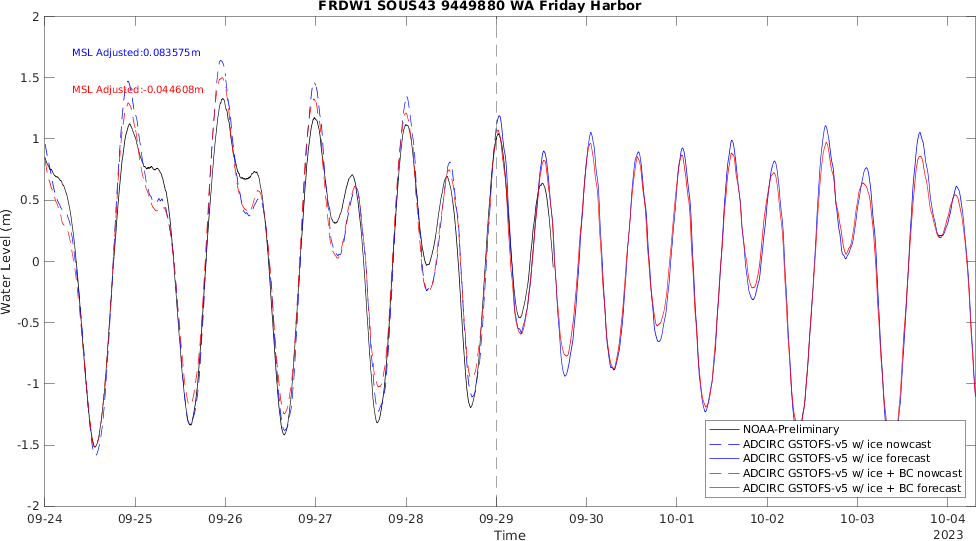 FRDW1 SOUS43 9449880 WA Friday Harbor
MSL Adjusted:0.083575m
MSL Adjusted:-0.044608m
2
1.5
1
0.5
0
-0.5
-1
-1.5
-2
Water Level (m)
NOAA-Preliminary
ADCIRC GSTOFS-v5 w/ ice nowcast
ADCIRC GSTOFS-v5 w/ ice forecast
ADCIRC GSTOFS-v5 w/ ice + BC nowcast
ADCIRC GSTOFS-v5 w/ ice + BC forecast
09-24 09-25 09-26 09-27 09-28 09-29 09-30 10-01 10-02 10-03 10-04
Time
2023